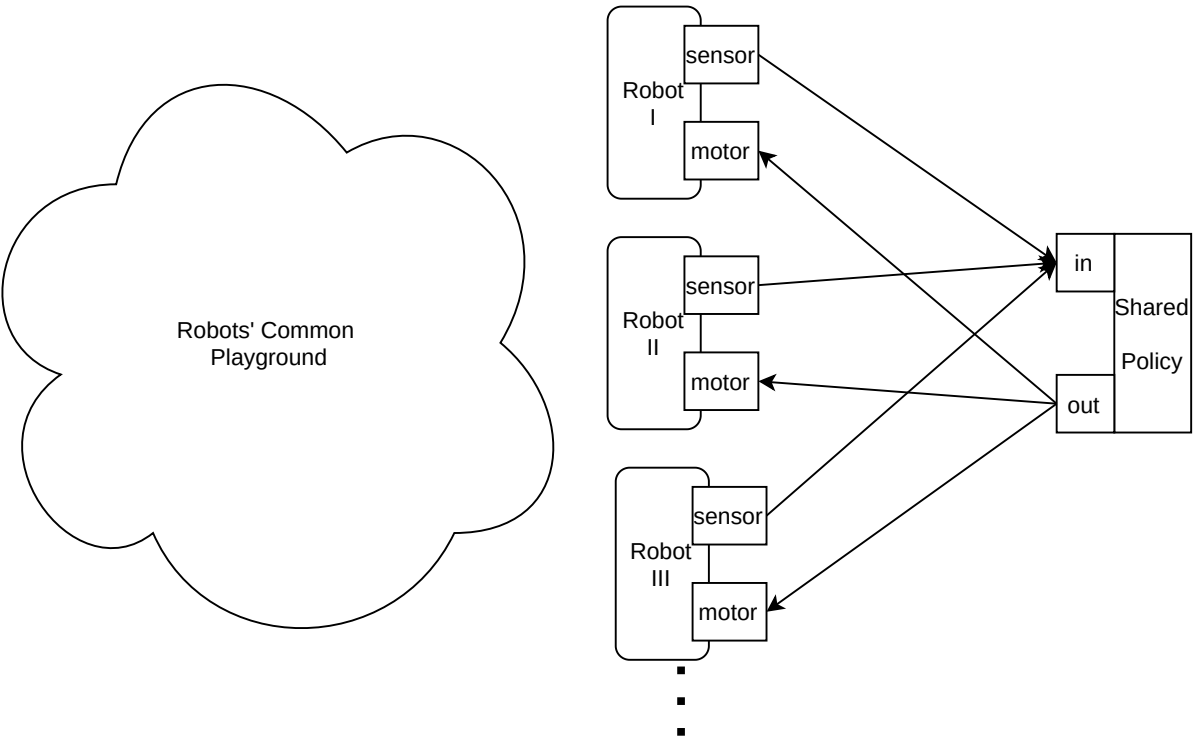 Robots' Common
Playground
sensor
Robot
I
motor
sensor
Robot
II
motor
sensor
Robot
III
motor
in
Shared
Policy
out